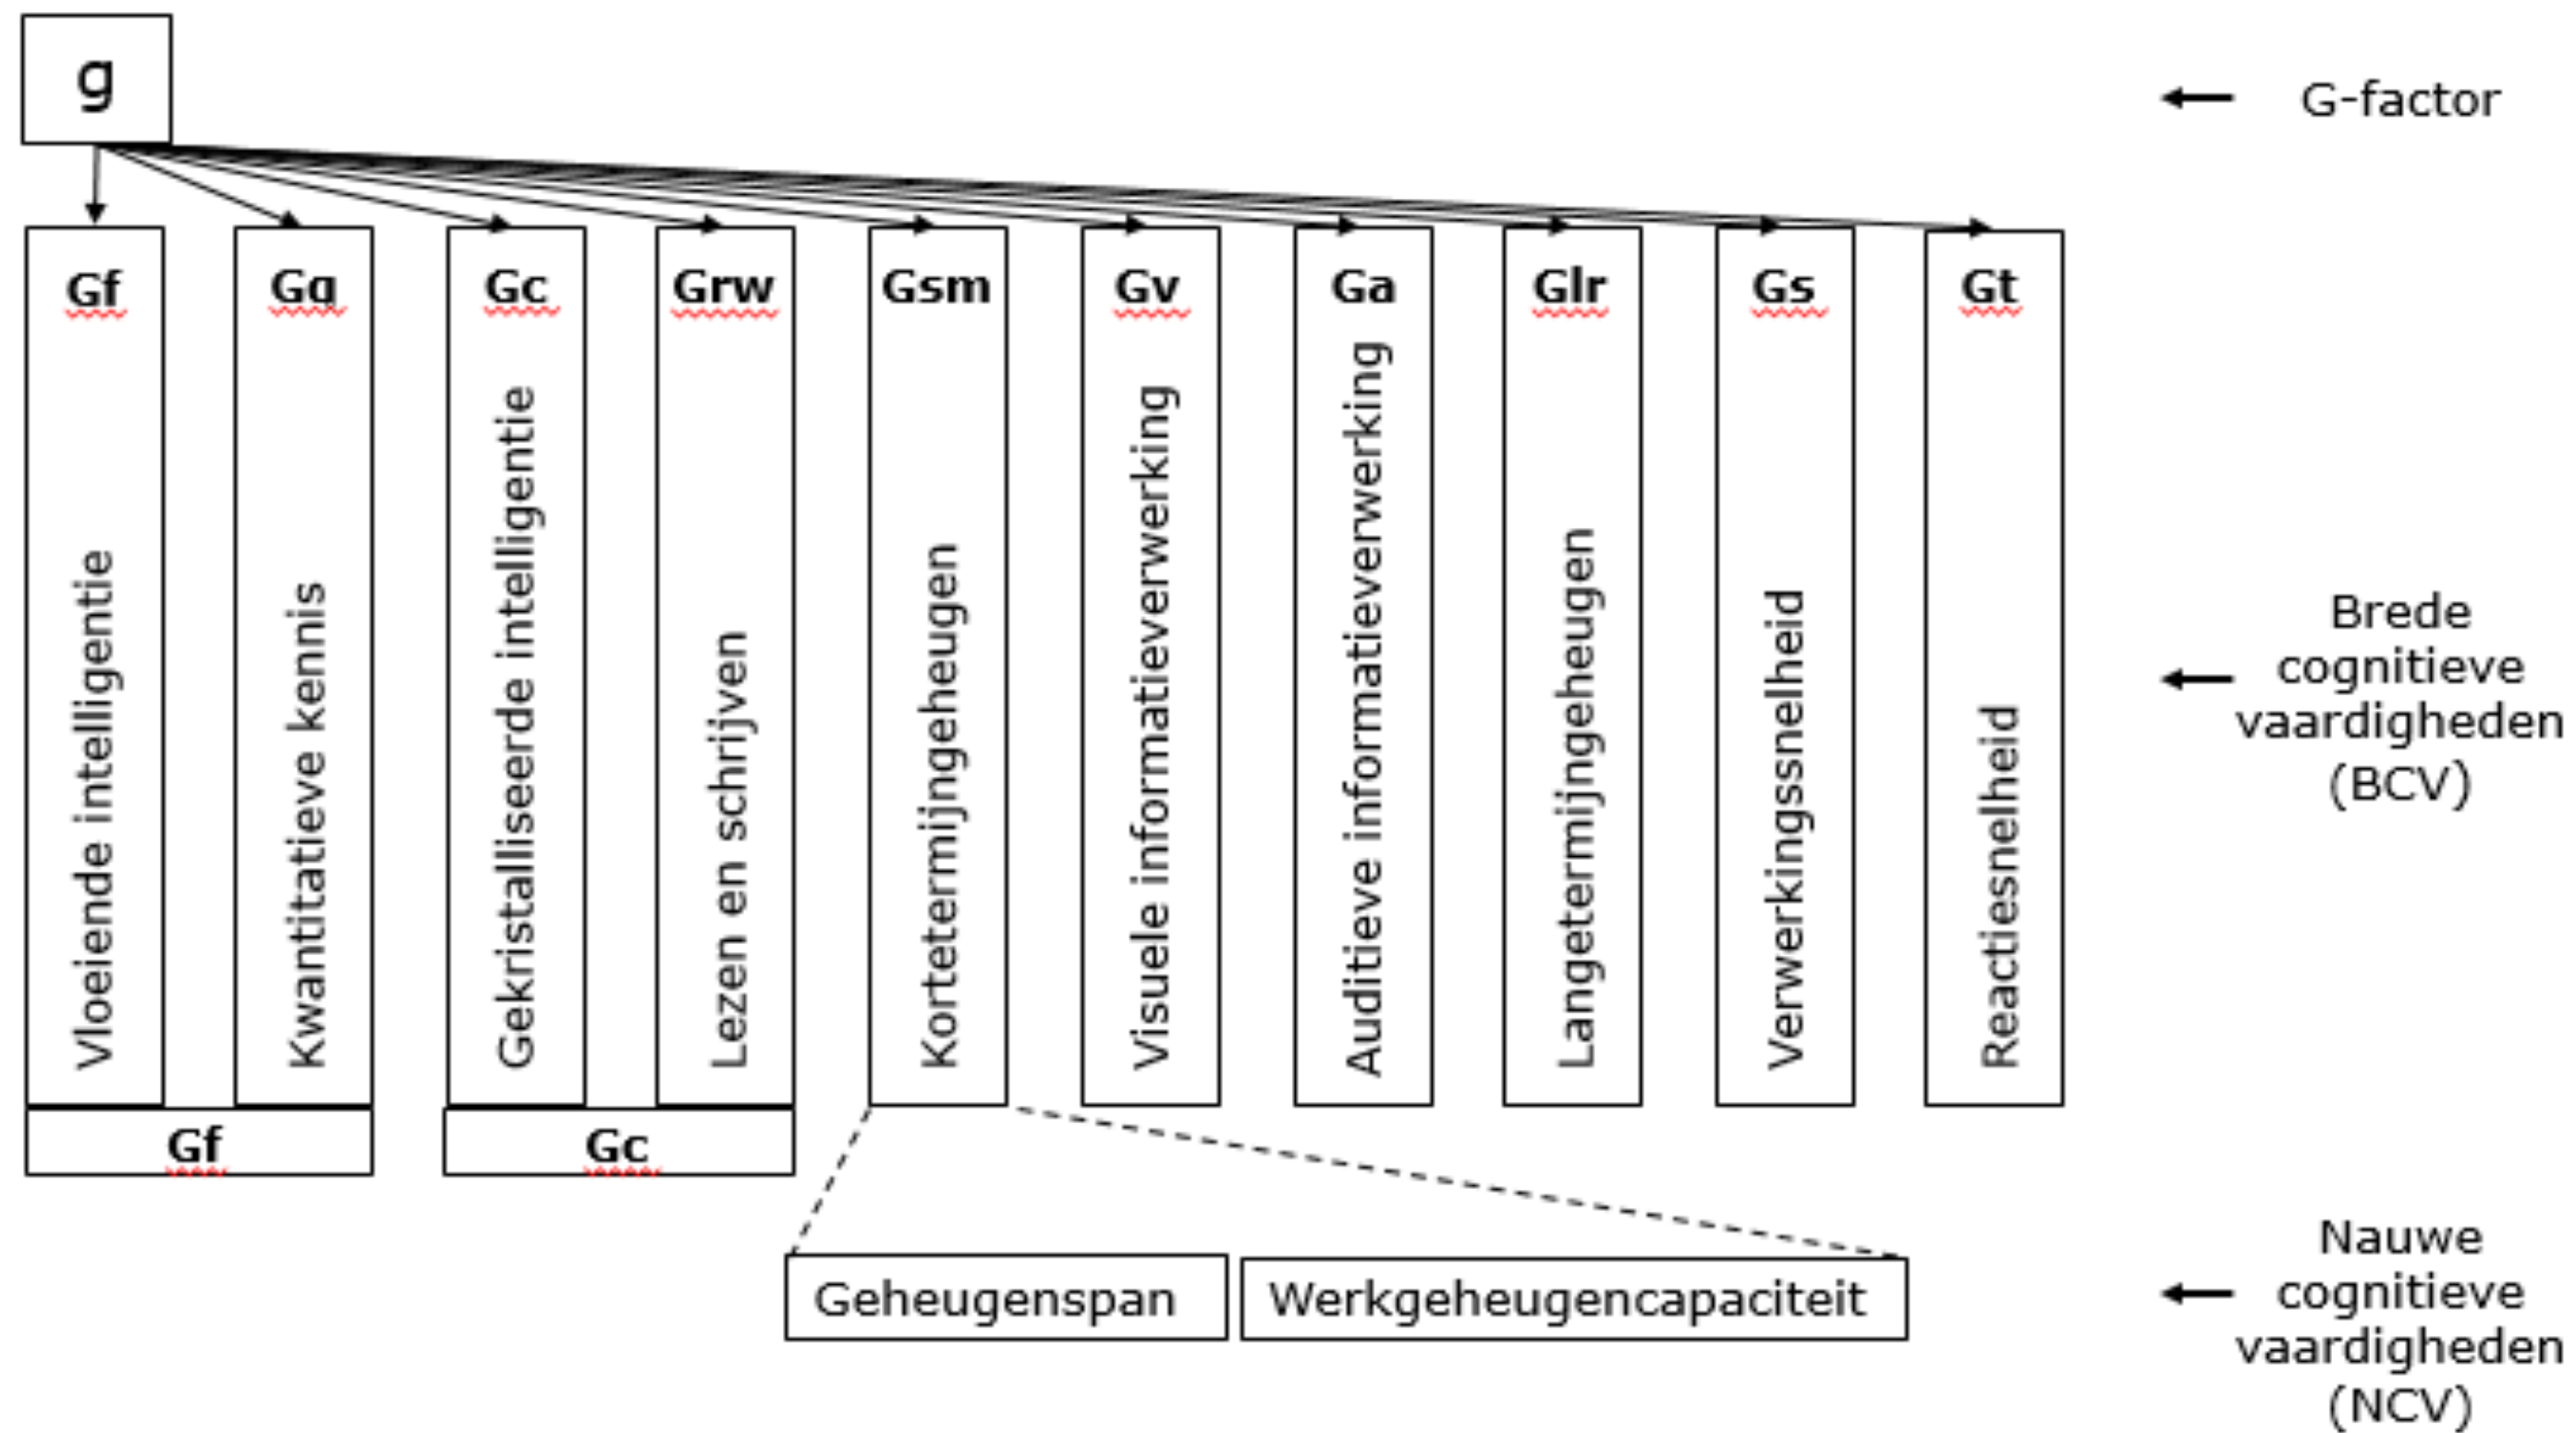 g
G-factor
Gf
Gq
Gc
Grw
Gsm
Gv
Ga
Glr
Gs
Gt
Vloeiende intelligentie
Kwantitatieve kennis
Gekristalliseerde intelligentie
Lezen en schrijven
Kortetermijngeheugen
Visuele informatieverwerking
Auditieve informatieverwerking
Langetermijngeheugen
Verwerkingssnelheid
Reactiesnelheid
Brede
cognitieve
vaardigheden
(BCV)
Gf
Gc
Geheugenspan
Werkgeheugencapaciteit
Nauwe
cognitieve
vaardigheden
(NCV)